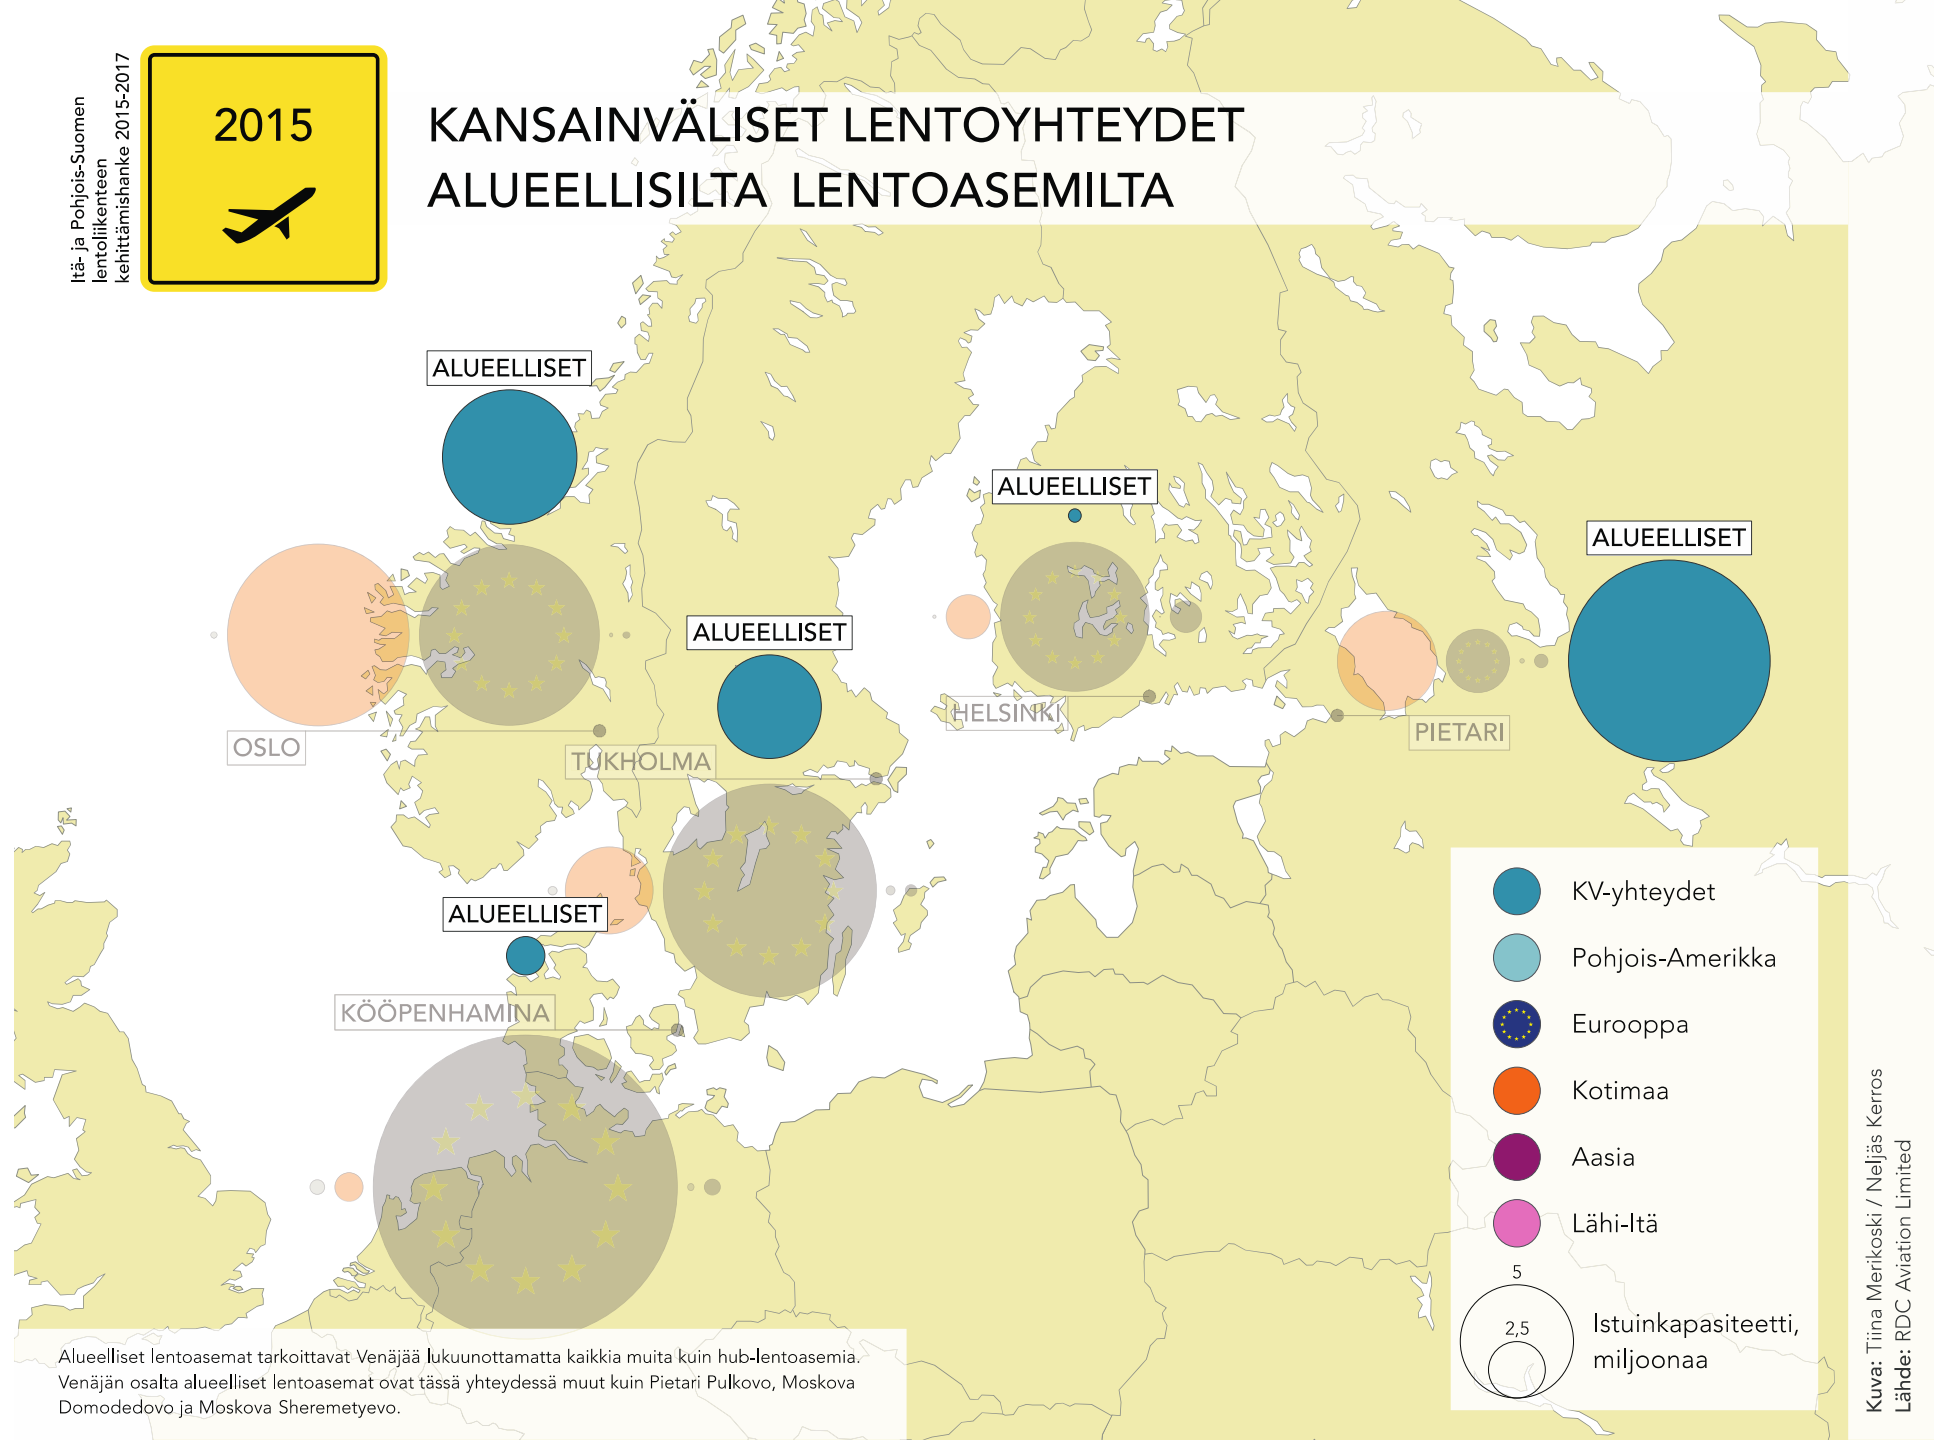 Itä- ja Pohjois-Suomen
lentoliikenteen
kehittämishanke 2015-2017
2015
KANSAINVÄLISET LENTOYHTEYDET
ALUEELLISILTA LENTOASEMILTA
ALUEELLISET
ALUEELLISET
ALUEELLISET
ALUEELLISET
HELSINKI
PIETARI
OSLO
TUKHOLMA
ALUEELLISET
KÖÖPENHAMINA
KV-yhteydet
Pohjois-Amerikka
Eurooppa
Kotimaa
Aasia
Lähi-Itä
5
2,5
Istuinkapasiteetti,
miljoonaa
Alueelliset lentoasemat tarkoittavat Venäjää lukuunottamatta kaikkia muita kuin hub-lentoasemia.
Venäjän osalta alueelliset lentoasemat ovat tässä yhteydessä muut kuin Pietari Pulkovo, Moskova
Domodedovo ja Moskova Sheremetyevo.
Kuva: Tiina Merikoski / Neljäs Kerros
Lähde: RDC Aviation Limited